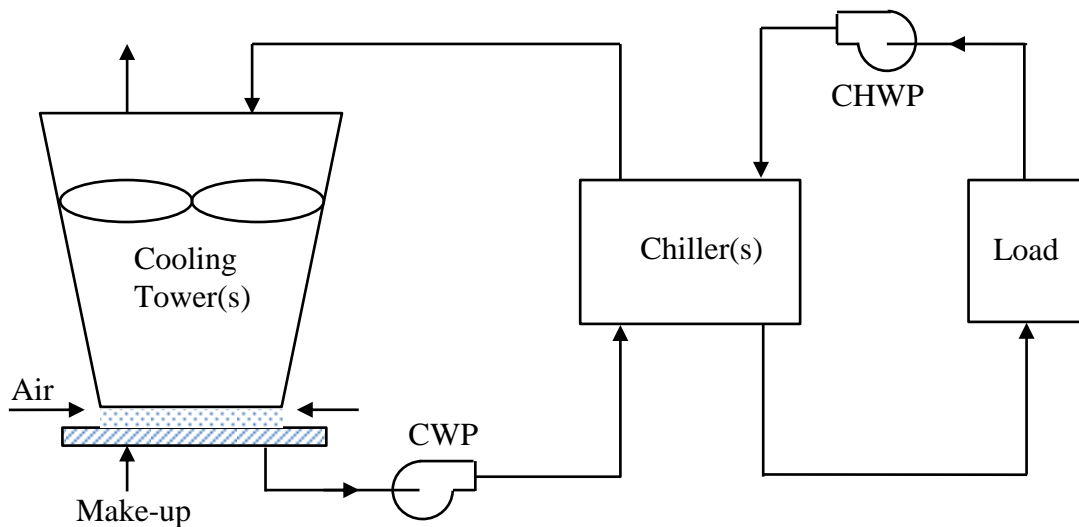 CHWP
Cooling
Tower(s)
Chiller(s)
Load
Air
CWP
Make-up